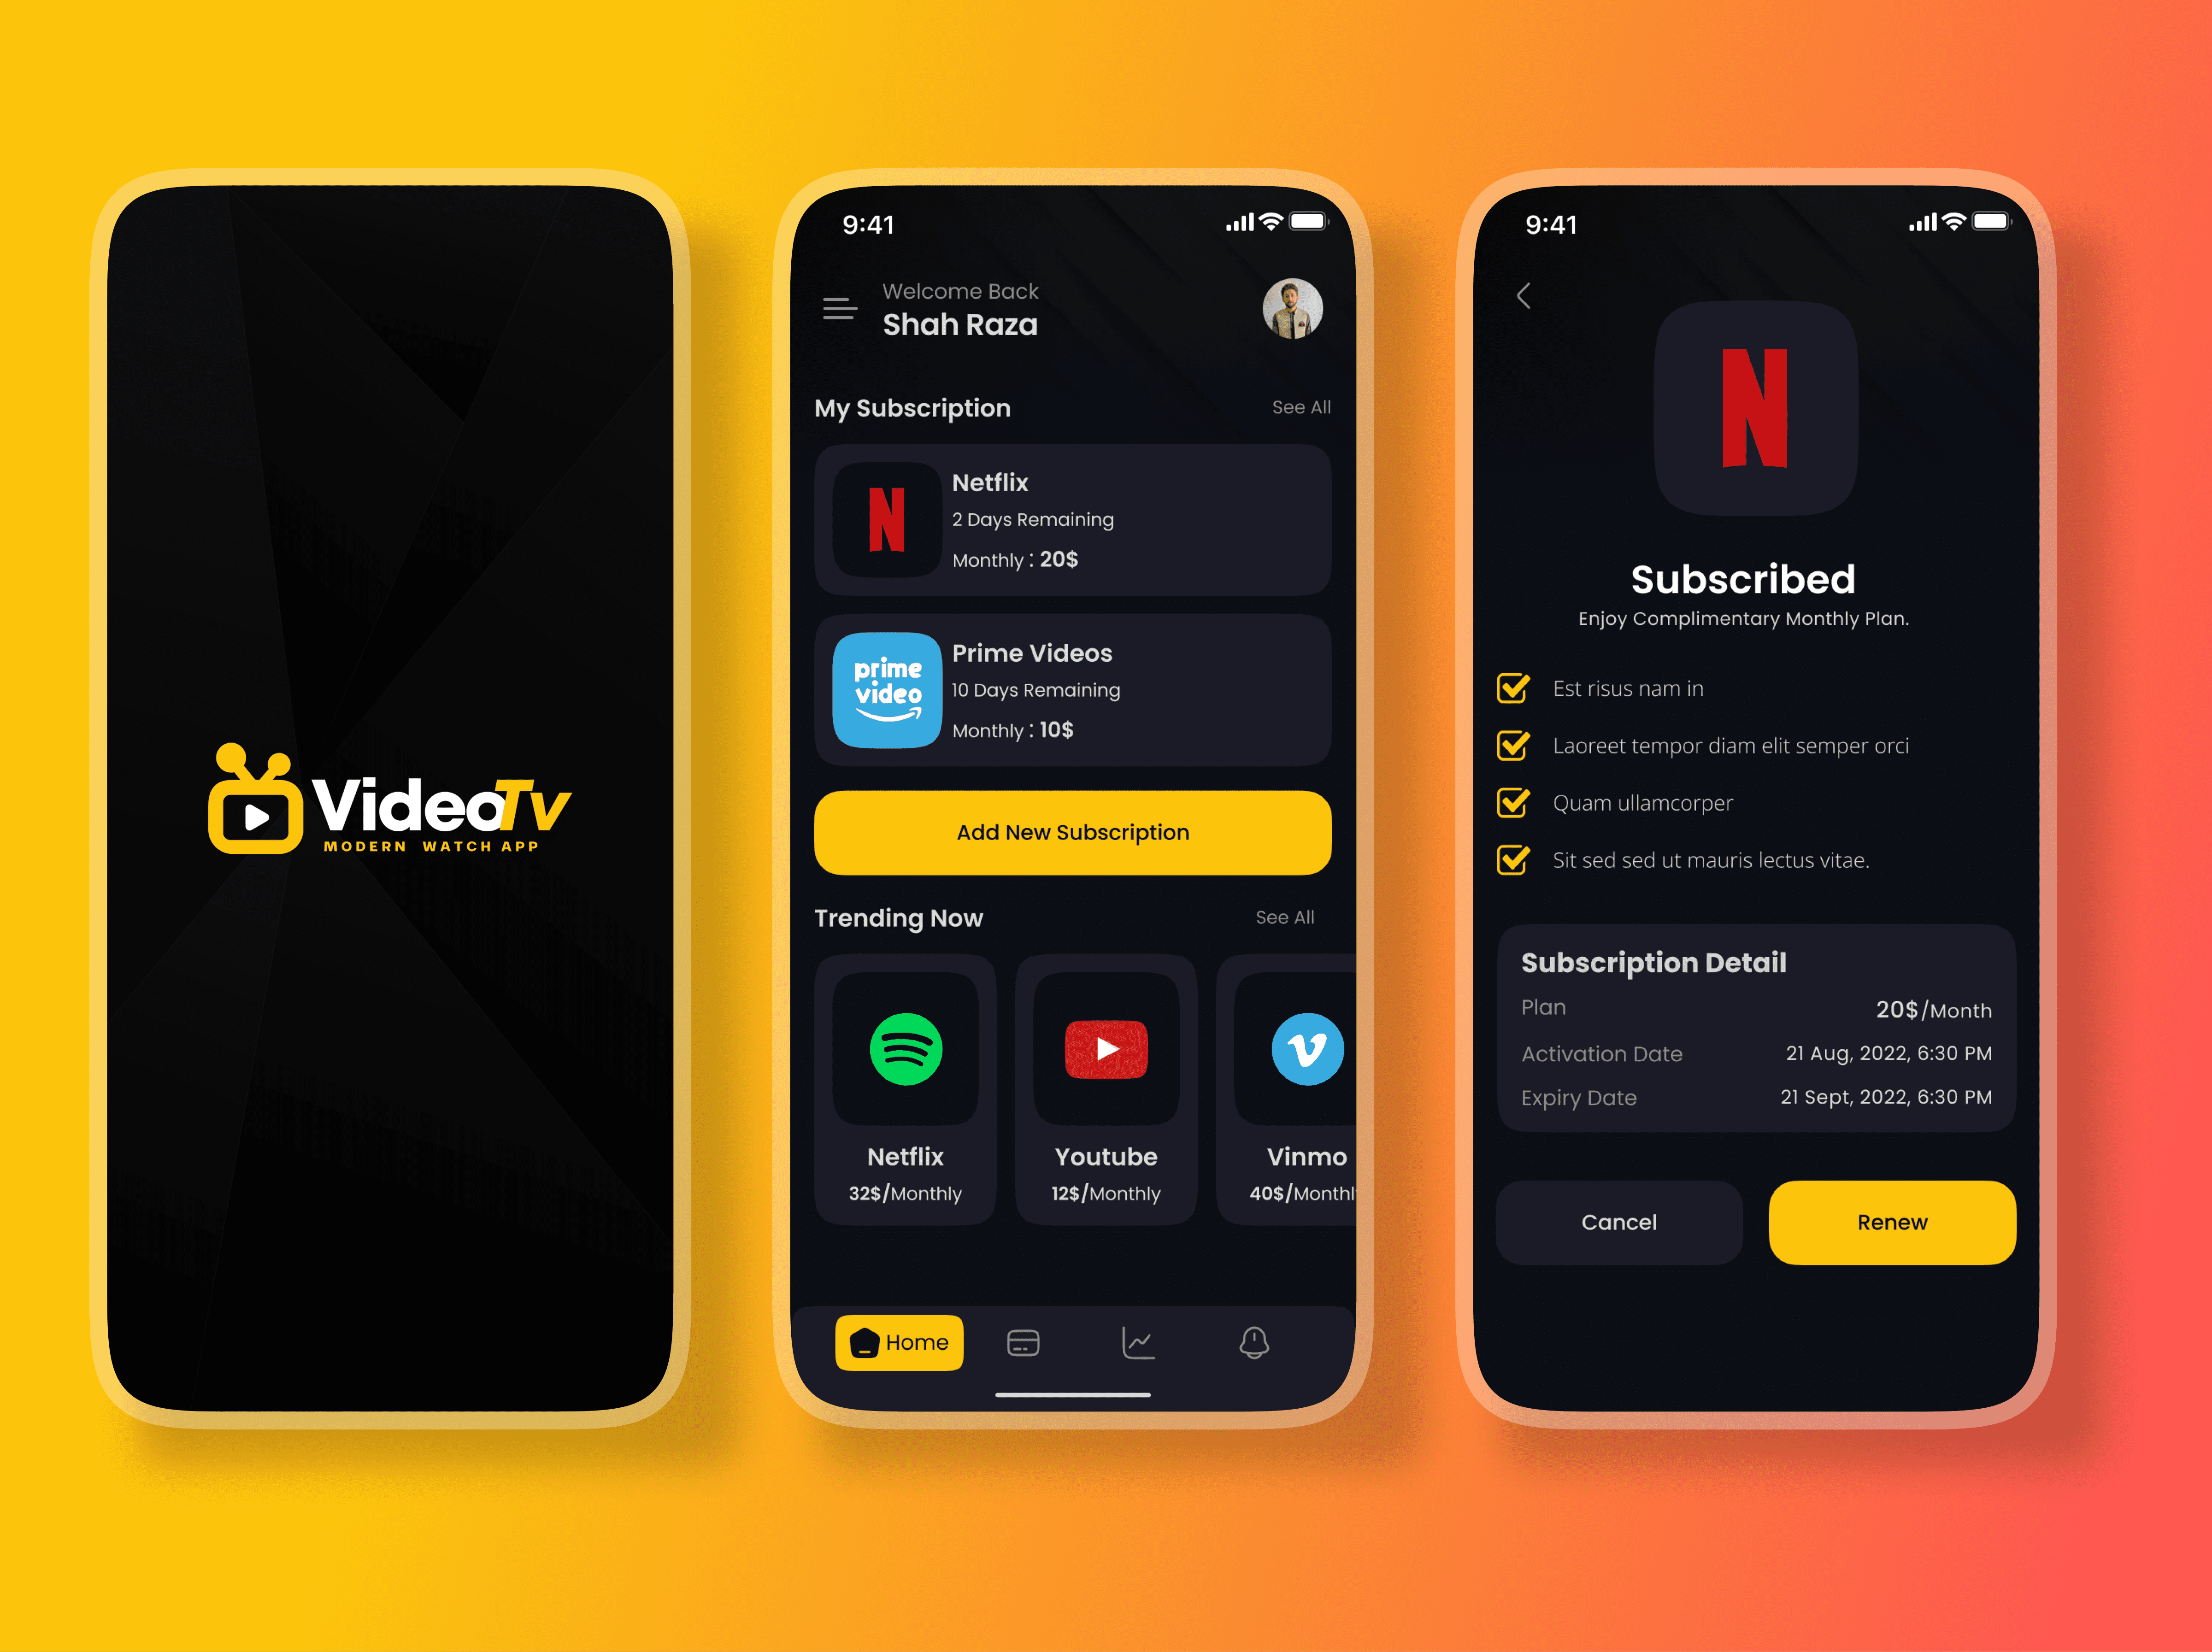 VideoTv
MODERN WATCH APP
9:41
Welcome Back
Shah Raza
My Subscription
See All
N
Netflix
2 Days Remaining
Monthly : 20$
prime
video
Prime Videos
10 Days Remaining
Monthly : 10$
Add New Subscription
Trending Now
See All
Netflix
32$/Monthly
Youtube
12$/Monthly
Vinmo
40$/Monthl
Home
9:41
N
Subscribed
Enjoy Complimentary Monthly Plan.
Est risus nam in
Laoreet tempor diam elit semper orci
Quam ullamcorper
Sit sed sed ut mauris lectus vitae.
Subscription Detail
Plan 20$/Month
Activation Date 21 Aug, 2022, 6:30 PM
Expiry Date 21 Sept, 2022, 6:30 PM
Cancel
Renew